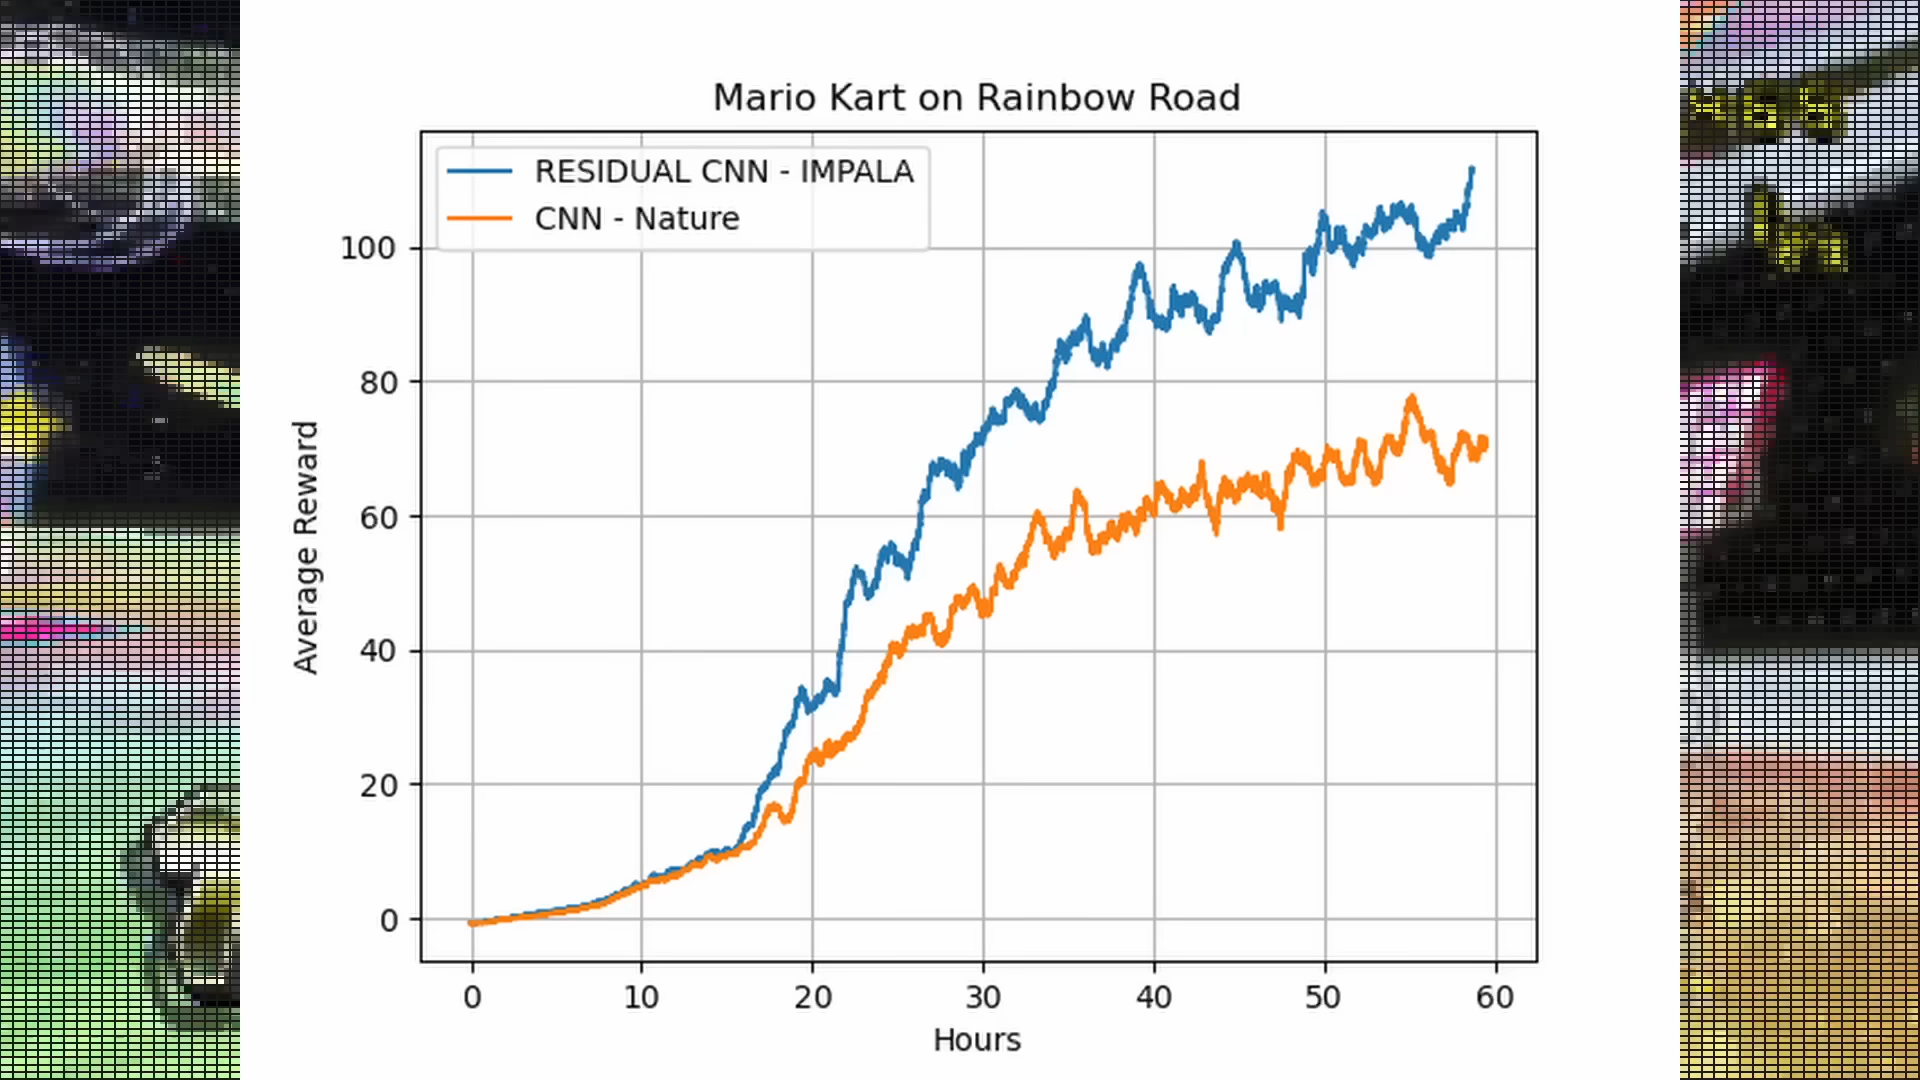 Mario Kart on Rainbow Road
RESIDUAL CNN - IMPALA
CNN - Nature
100
80
60
40
20
0
Average Reward
0 10 20 30 40 50 60
Hours